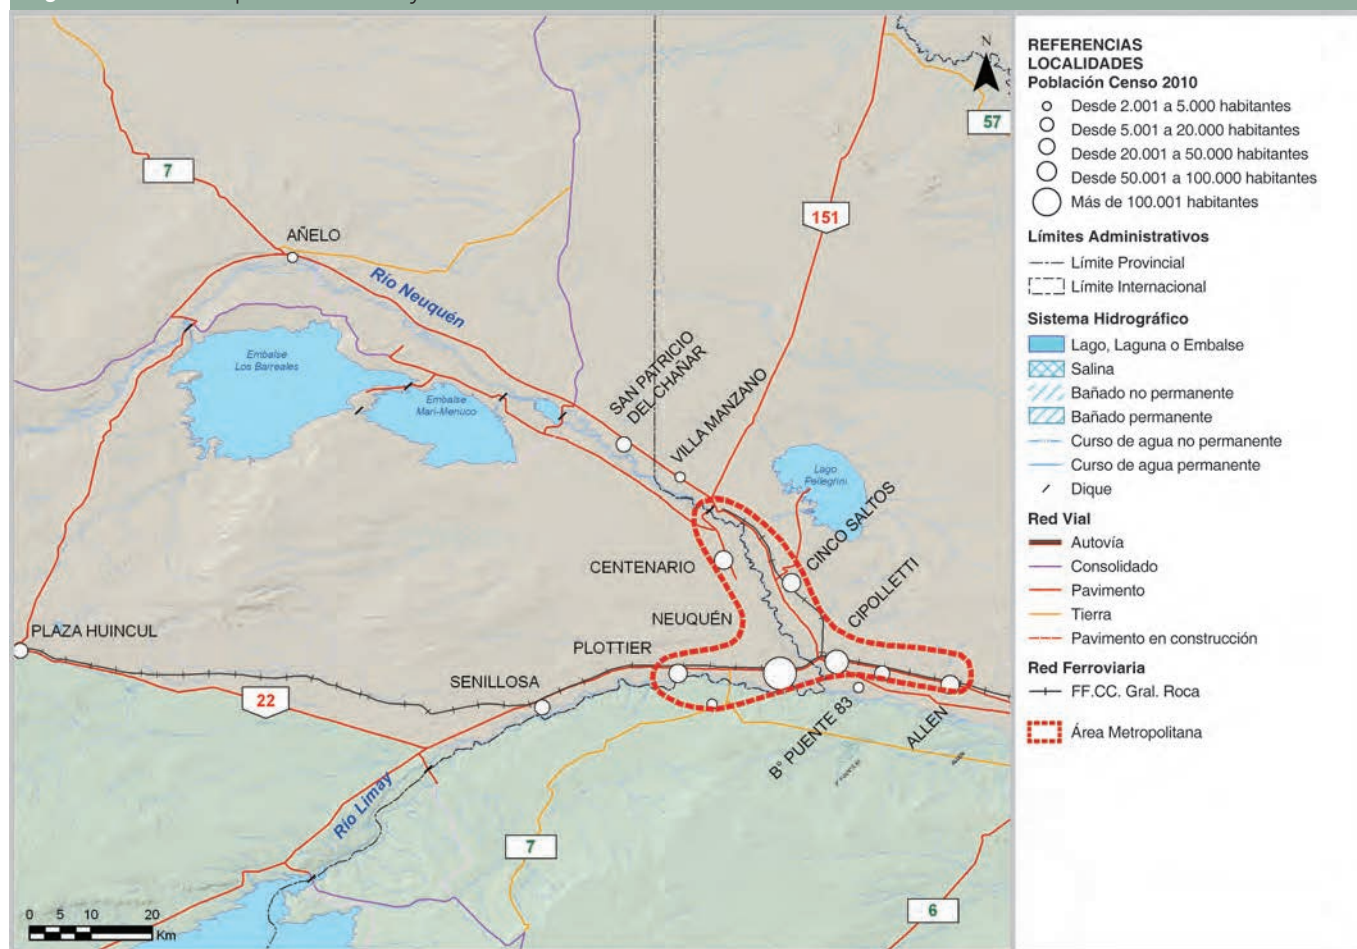 N
57
7
151
AÑELO
Río Neuquén
Embalse
Los Barreales
Embalse
Mari-Menuco
SAN PATRICIO
DEL CHAÑAR
VILLA MANZANO
Lago
Pellegrini
CINCO SALTOS
CENTENARIO
CIPOLLETTI
NEUQUÉN
PLAZA HUINCUL
PLOTTIER
SENILLOSA
22
B° PUENTE 83
ALLEN
Río Limay
7
6
0 5 10 20
Km
REFERENCIAS
LOCALIDADES
Población Censo 2010
Desde 2.001 a 5.000 habitantes
Desde 5.001 a 20.000 habitantes
Desde 20.001 a 50.000 habitantes
Desde 50.001 a 100.000 habitantes
Más de 100.001 habitantes
Límites Administrativos
Límite Provincial
Límite Internacional
Sistema Hidrográfico
Lago, Laguna o Embalse
Salina
Bañado no permanente
Bañado permanente
Curso de agua no permanente
Curso de agua permanente
Dique
Red Vial
Autovía
Consolidado
Pavimento
Tierra
Pavimento en construcción
Red Ferroviaria
FF.CC. Gral. Roca
Área Metropolitana